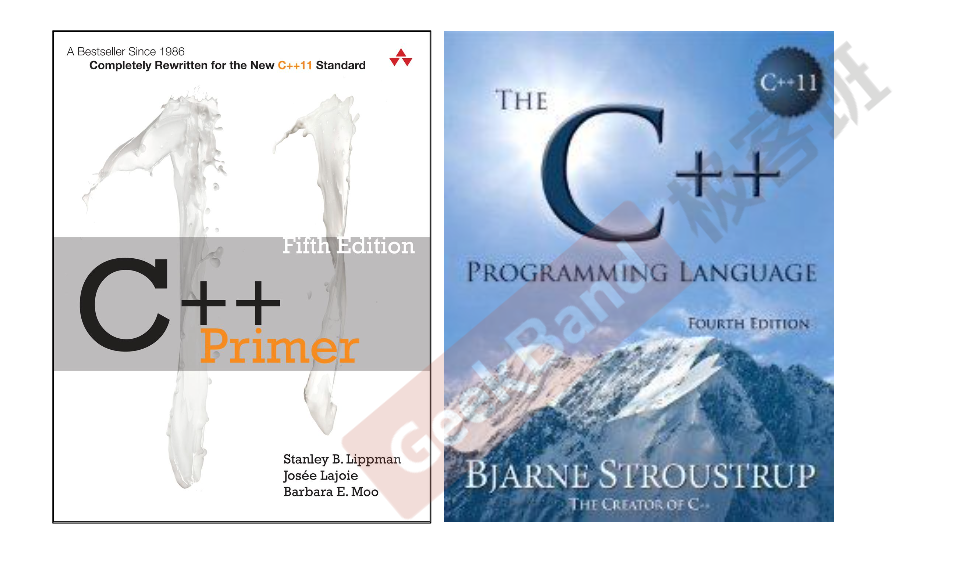 A Bestseller Since 1986
Completely Rewritten for the New C++11 Standard
Fifth Edition
C++
Primer
Stanley B. Lippman
Josée Lajoie
Barbara E. Moo
C++11
THE
C++
PROGRAMMING LANGUAGE
FOURTH EDITION
BJARNE STROUSTRUP
THE CREATOR OF C++
GeekBand 极客班